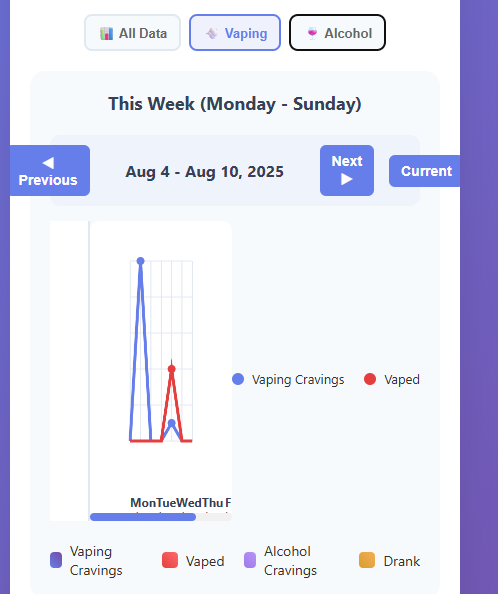 All Data
Vaping
Alcohol
This Week (Monday - Sunday)
◀
Previous
Aug 4 - Aug 10, 2025
Next
▶
Current
Vaping Cravings
Vaped
MonTueWedThu F
Vaping
Cravings
Vaped
Alcohol
Cravings
Drank